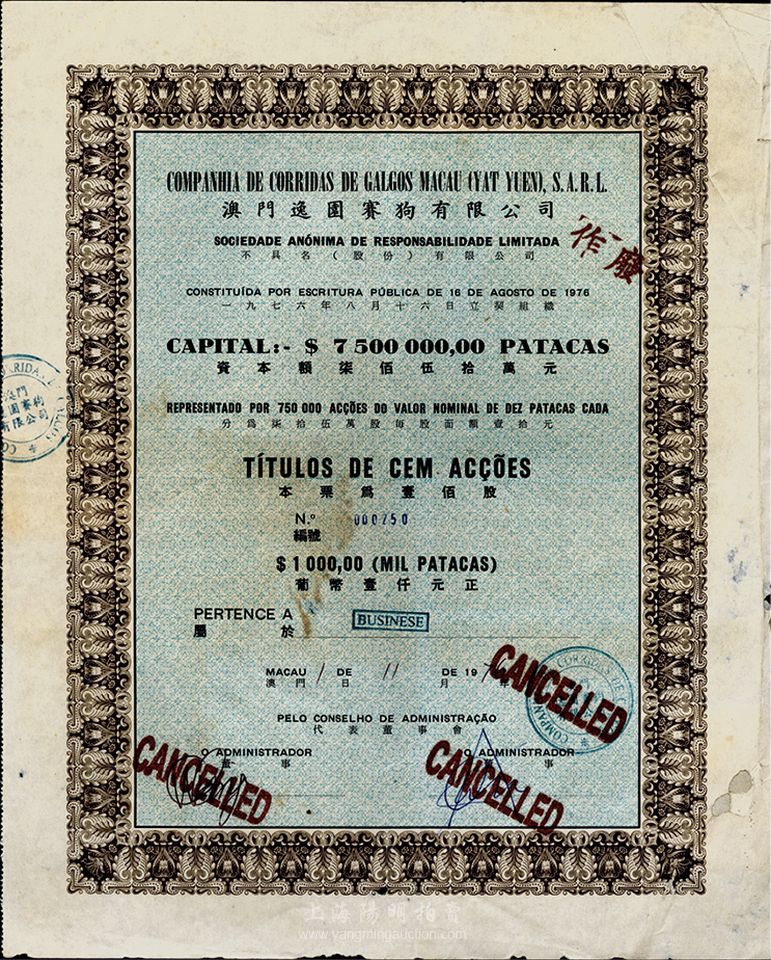 COMPANHIA DE CORRIDAS DE GALGOS MACAU (YAT YUEN), S. A. R. L.
澳門逸園賽狗有限公司
作廢
SOCIEDADE ANÓNIMA DE RESPONSABILIDADE LIMITADA
不具名（股份）有限公司
CONSTITUÍDA POR ESCRITURA PÚBLICA DE 16 DE AGOSTO DE 1976
一九七六年八月十六日立契組織
CAPITAL:- $ 7 500 000,00 PATACAS
資本額柒佰伍拾萬元
REPRESENTADO POR 750 000 ACÇÕES DO VALOR NOMINAL DE DEZ PATACAS CADA
分爲柒拾伍萬股每股面額壹拾元
TÍTULOS DE CEM ACÇÕES
本票爲壹佰股
N.º 000250
編號
$ 1 000,00 (MIL PATACAS)
葡幣壹仟元正
PERTENCE A BUSINESE
屬於
MACAU 1 DE 11 DE 197
澳門 日 月
CANCELLED
PELO CONSELHO DE ADMINISTRAÇÃO
代表董事會
O ADMINISTRADOR O ADMINISTRADOR
董事 事
CANCELLED CANCELLED
上海陽明拍賣
www.yangmingauction.com